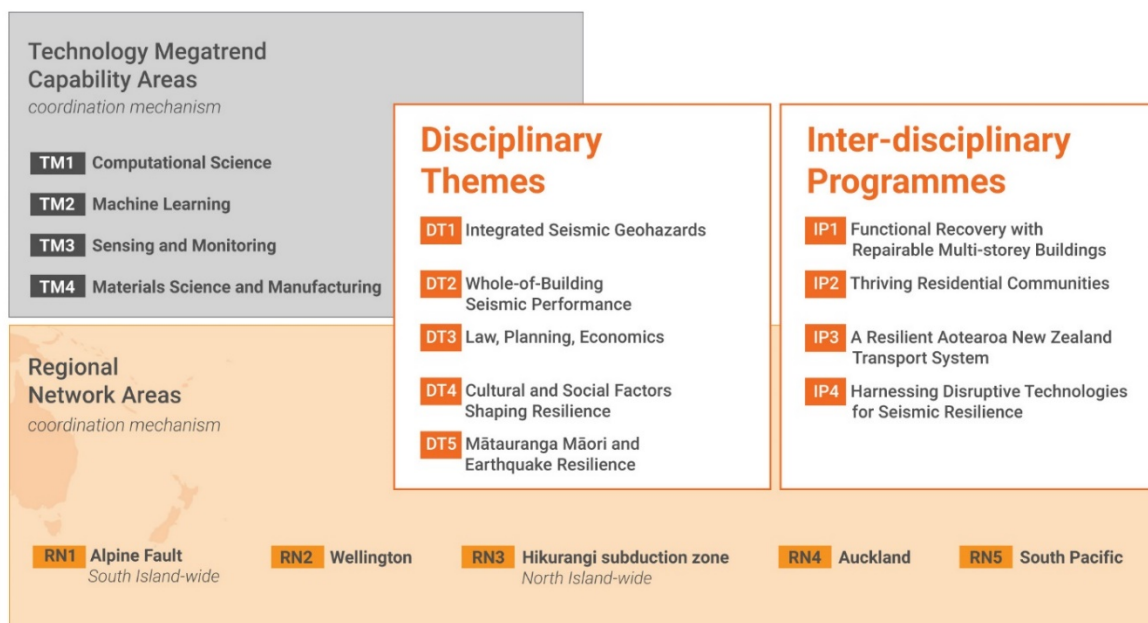 Technology Megatrend
Capability Areas
coordination mechanism
TM1 Computational Science
TM2 Machine Learning
TM3 Sensing and Monitoring
TM4 Materials Science and Manufacturing
Disciplinary
Themes
DT1 Integrated Seismic Geohazards
DT2 Whole-of-Building
Seismic Performance
DT3 Law, Planning, Economics
DT4 Cultural and Social Factors
Shaping Resilience
DT5 Mātauranga Māori and
Earthquake Resilience
Inter-disciplinary
Programmes
IP1 Functional Recovery with
Repairable Multi-storey Buildings
IP2 Thriving Residential Communities
IP3 A Resilient Aotearoa New Zealand
Transport System
IP4 Harnessing Disruptive Technologies
for Seismic Resilience
Regional
Network Areas
coordination mechanism
RN1 Alpine Fault
South Island-wide
RN2 Wellington
RN3 Hikurangi subduction zone
North Island-wide
RN4 Auckland
RN5 South Pacific